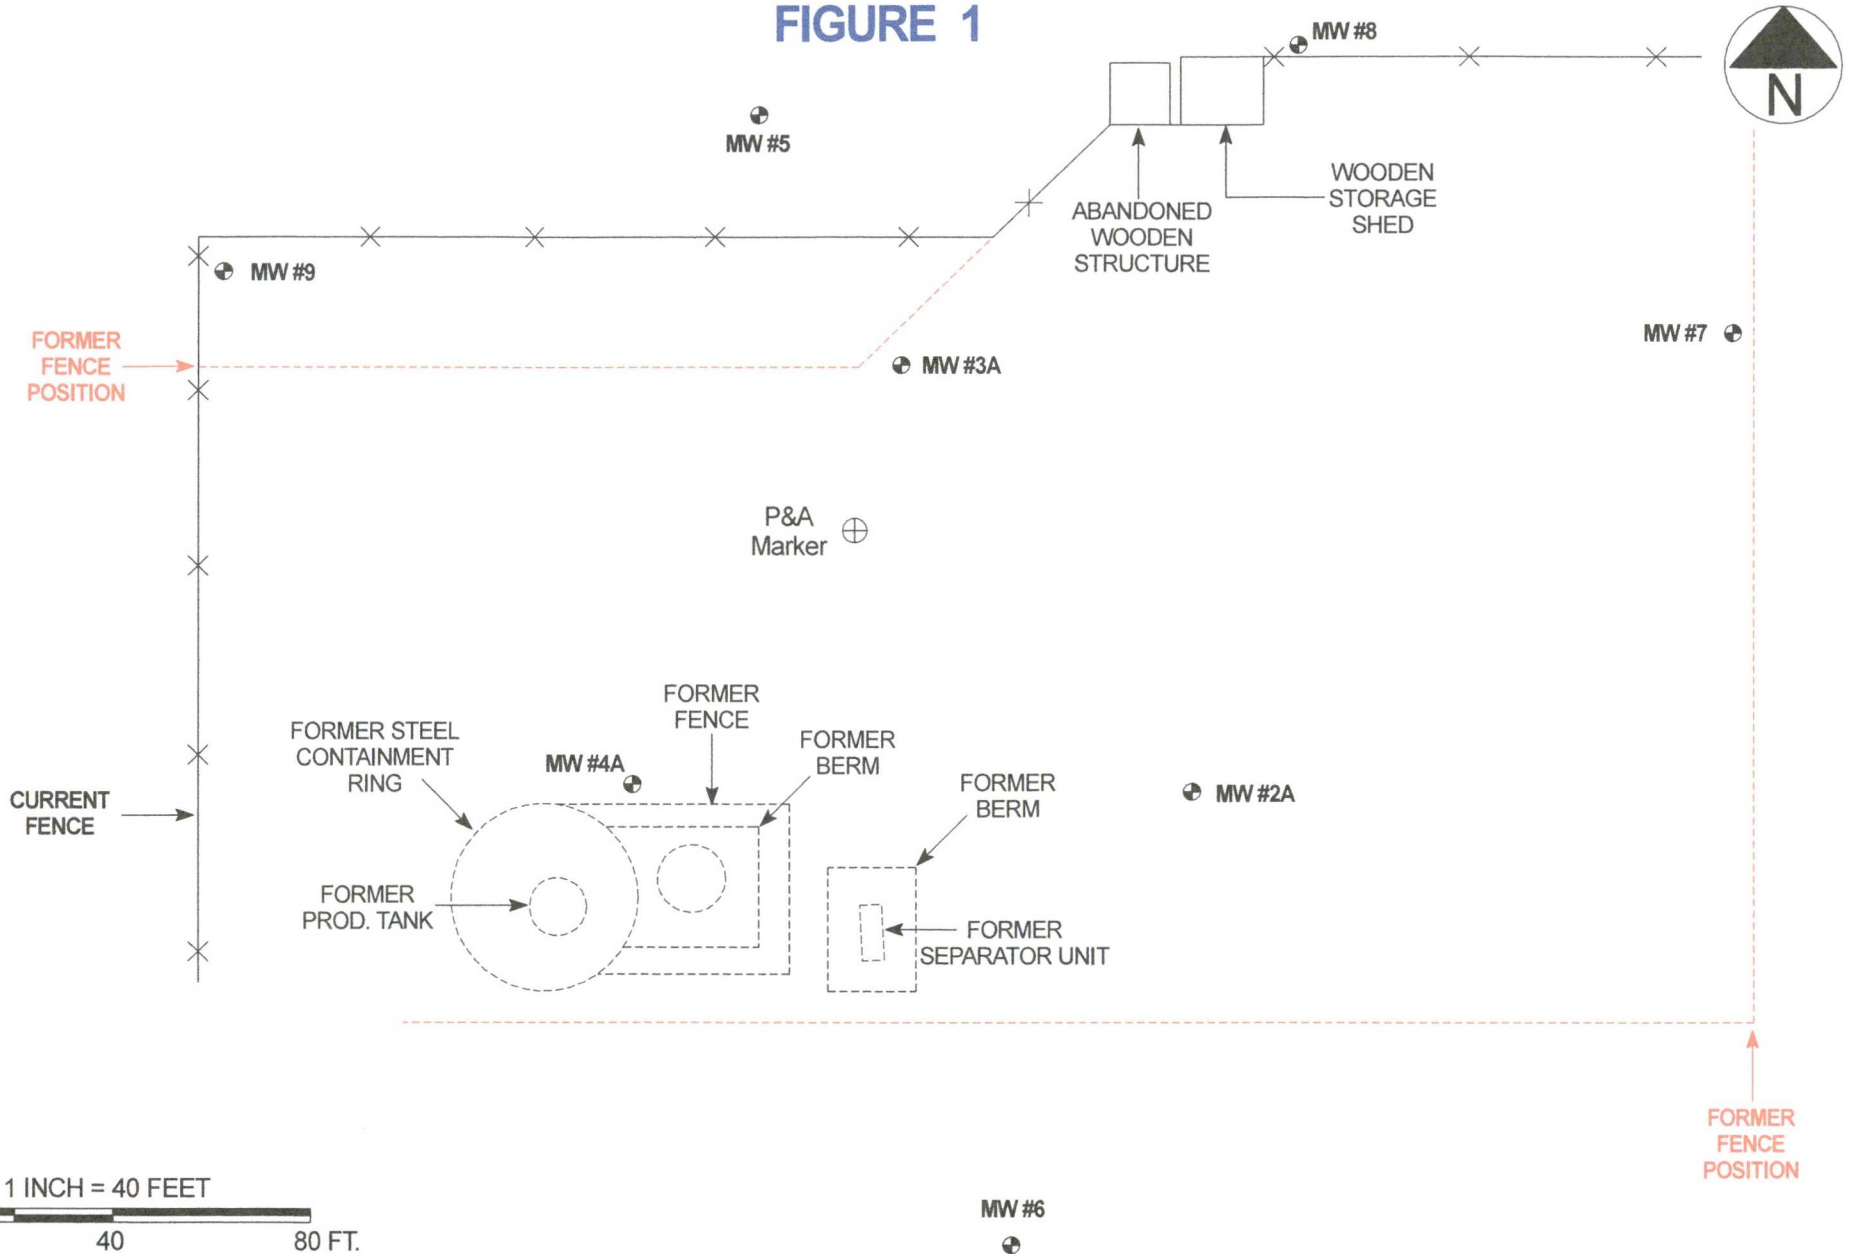 FIGURE 1
MW #8
N
MW #5
WOODEN
STORAGE
SHED
ABANDONED
WOODEN
STRUCTURE
MW #9
FORMER
FENCE
POSITION
MW #3A
MW #7
P&A
Marker
FORMER
FENCE
FORMER STEEL
CONTAINMENT
RING
FORMER
BERM
MW #4A
FORMER
BERM
MW #2A
CURRENT
FENCE
FORMER
PROD. TANK
FORMER
SEPARATOR UNIT
FORMER
FENCE
POSITION
1 INCH = 40 FEET
40 80 FT.
MW #6